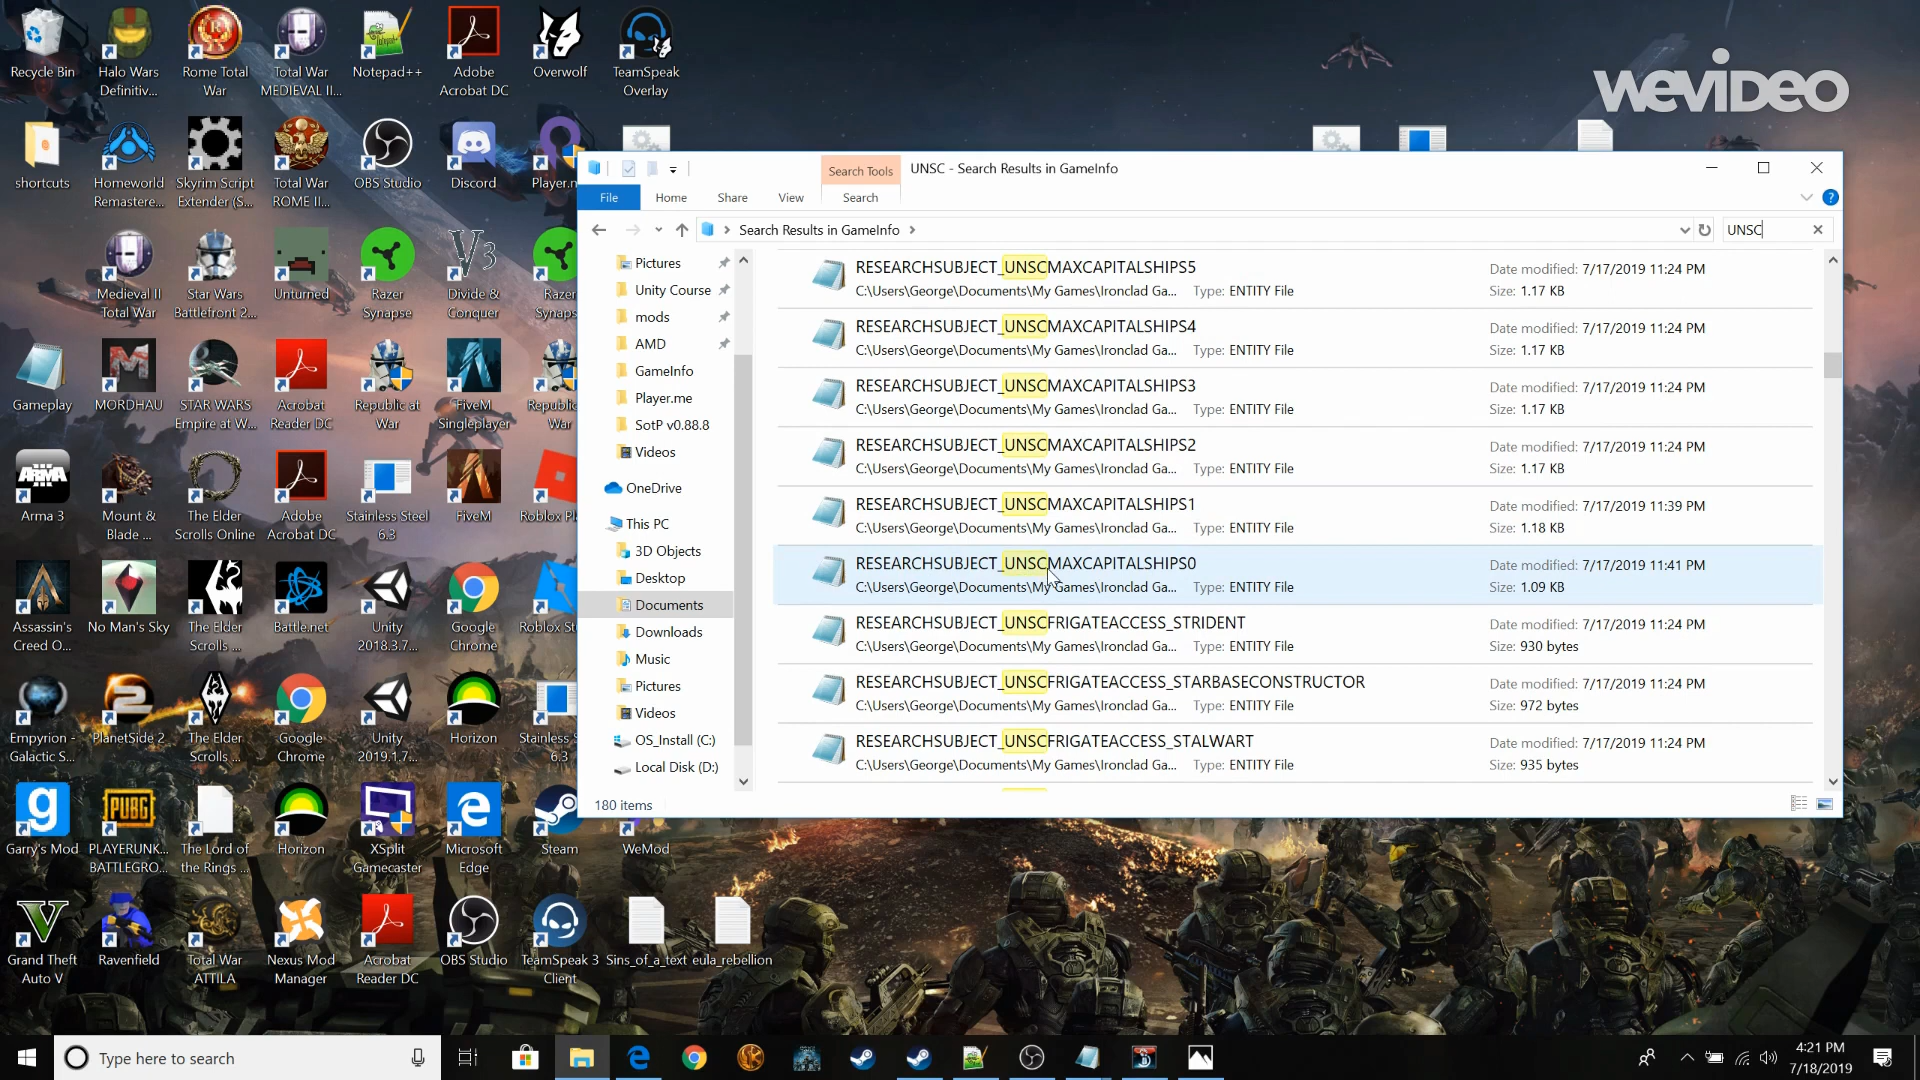 wevideo
Recycle Bin
Halo Wars
Definitiv...
Rome Total
War
Total War
MEDIEVAL II...
Notepad++
Adobe
Acrobat DC
Overwolf
TeamSpeak
Overlay
shortcuts
Homeworld
Remastere...
Skyrim Script
Extender (S...
Total War
ROME II...
OBS Studio
Discord
Player.m
Medieval II
Total War
Star Wars
Battlefront 2...
Unturned
Razer
Synapse
Divide &
Conquer
Razer
Synaps
Gameplay
MORDHAU
STAR WARS
Empire at W...
Acrobat
Reader DC
Republic at
War
FiveM
Singleplayer
Republic
War
Arma 3
Mount &
Blade ...
The Elder
Scrolls Online
Adobe
Acrobat DC
Stainless Steel
6.3
FiveM
Roblox Pl
Assassin's
Creed O...
No Man's Sky
The Elder
Scrolls ...
Battle.net
Unity
2018.3.7...
Google
Chrome
Roblox St
Empyrion -
Galactic S...
PlanetSide 2
The Elder
Scrolls ...
Google
Chrome
Unity
2019.1.7...
Horizon
Stainless S
6.3
Garry's Mod
PLAYERUNK...
BATTLEGRO...
The Lord of
the Rings ...
Horizon
XSplit
Gamecaster
Microsoft
Edge
Steam
WeMod
Grand Theft
Auto V
Ravenfield
Total War
ATTILA
Nexus Mod
Manager
Acrobat
Reader DC
OBS Studio
TeamSpeak 3
Client
Sins_of_a_text
eula_rebellion
Search Tools
UNSC - Search Results in GameInfo
File
Home
Share
View
Search
Search Results in GameInfo
UNSC
Pictures
Unity Course
mods
AMD
GameInfo
Player.me
SotP v0.88.8
Videos
OneDrive
This PC
3D Objects
Desktop
Documents
Downloads
Music
Pictures
Videos
OS_Install (C:)
Local Disk (D:)
RESEARCHSUBJECT_UNSCMAXCAPITALSHIPS5 Date modified: 7/17/2019 11:24 PM
C:\Users\George\Documents\My Games\Ironclad Ga... Type: ENTITY File Size: 1.17 KB
RESEARCHSUBJECT_UNSCMAXCAPITALSHIPS4 Date modified: 7/17/2019 11:24 PM
C:\Users\George\Documents\My Games\Ironclad Ga... Type: ENTITY File Size: 1.17 KB
RESEARCHSUBJECT_UNSCMAXCAPITALSHIPS3 Date modified: 7/17/2019 11:24 PM
C:\Users\George\Documents\My Games\Ironclad Ga... Type: ENTITY File Size: 1.17 KB
RESEARCHSUBJECT_UNSCMAXCAPITALSHIPS2 Date modified: 7/17/2019 11:24 PM
C:\Users\George\Documents\My Games\Ironclad Ga... Type: ENTITY File Size: 1.17 KB
RESEARCHSUBJECT_UNSCMAXCAPITALSHIPS1 Date modified: 7/17/2019 11:39 PM
C:\Users\George\Documents\My Games\Ironclad Ga... Type: ENTITY File Size: 1.18 KB
RESEARCHSUBJECT_UNSCMAXCAPITALSHIPS0 Date modified: 7/17/2019 11:41 PM
C:\Users\George\Documents\My Games\Ironclad Ga... Type: ENTITY File Size: 1.09 KB
RESEARCHSUBJECT_UNSCFRIGATEACCESS_STRIDENT Date modified: 7/17/2019 11:24 PM
C:\Users\George\Documents\My Games\Ironclad Ga... Type: ENTITY File Size: 930 bytes
RESEARCHSUBJECT_UNSCFRIGATEACCESS_STARBASECONSTRUCTOR Date modified: 7/17/2019 11:24 PM
C:\Users\George\Documents\My Games\Ironclad Ga... Type: ENTITY File Size: 972 bytes
RESEARCHSUBJECT_UNSCFRIGATEACCESS_STALWART Date modified: 7/17/2019 11:24 PM
C:\Users\George\Documents\My Games\Ironclad Ga... Type: ENTITY File Size: 935 bytes
180 items
Type here to search
4:21 PM
7/18/2019